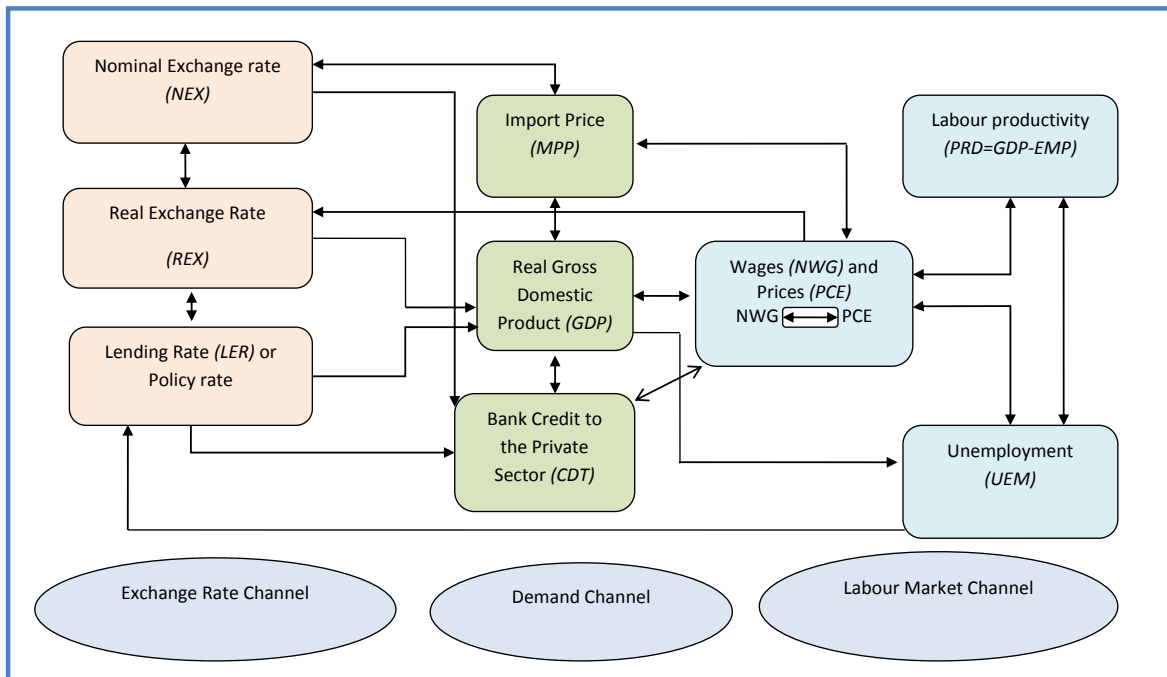 Nominal Exchange rate
(NEX)
Import Price
(MPP)
Labour productivity
(PRD=GDP-EMP)
Real Exchange Rate
(REX)
Real Gross
Domestic
Product (GDP)
Wages (NWG) and
Prices (PCE)
NWG PCE
Lending Rate (LER) or
Policy rate
Bank Credit to
the Private
Sector (CDT)
Unemployment
(UEM)
Exchange Rate Channel
Demand Channel
Labour Market Channel